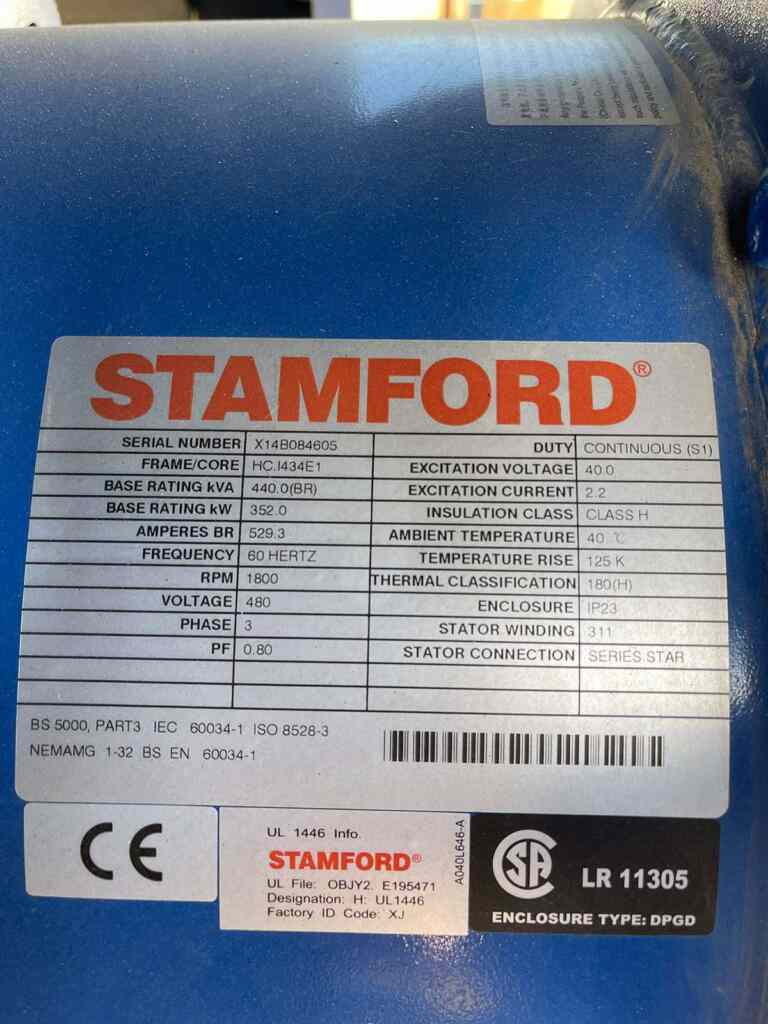 STAMFORD®
SERIAL NUMBER X14B084605 DUTY CONTINUOUS (S1)
FRAME/CORE HC.I434E1 EXCITATION VOLTAGE 40.0
BASE RATING kVA 440.0(BR) EXCITATION CURRENT 2.2
BASE RATING kW 352.0 INSULATION CLASS CLASS H
AMPERES BR 529.3 AMBIENT TEMPERATURE 40 ℃
FREQUENCY 60 HERTZ TEMPERATURE RISE 125 K
RPM 1800 THERMAL CLASSIFICATION 180(H)
VOLTAGE 480 ENCLOSURE IP23
PHASE 3 STATOR WINDING 311
PF 0.80 STATOR CONNECTION SERIES STAR
BS 5000, PART3 IEC 60034-1 ISO 8528-3
NEMAMG 1-32 BS EN 60034-1
CE
UL 1446 Info.
STAMFORD®
UL File: OBJY2. E195471
Designation: H: UL1446
Factory ID Code: XJ
A040L646-A
SA
LR 11305
ENCLOSURE TYPE: DPGD